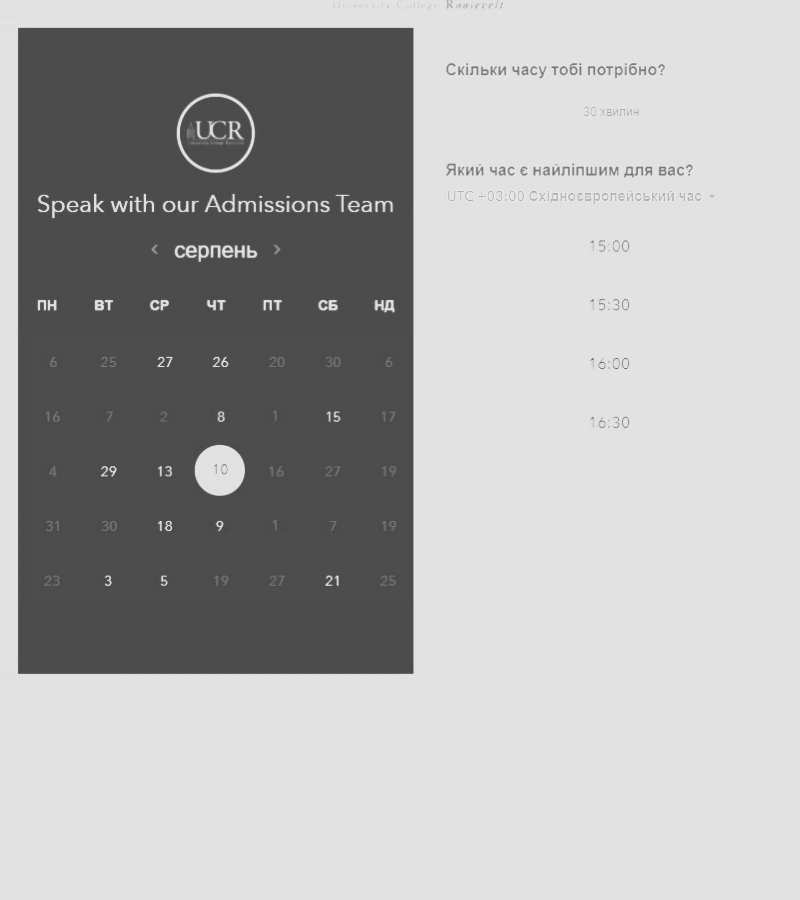 University College Roosevelt
UCR
Speak with our Admissions Team
серпень
ПН ВТ СР ЧТ ПТ СБ НД
6 25 27 26 20 30 6
16 7 2 8 1 15 17
4 29 13 10 16 27 19
31 30 18 9 1 7 19
23 3 5 19 27 21 25
Скільки часу тобі потрібно?
30 хвилин
Який час є найліпшим для вас?
UTC +03:00 Східноєвропейський час
15:00
15:30
16:00
16:30